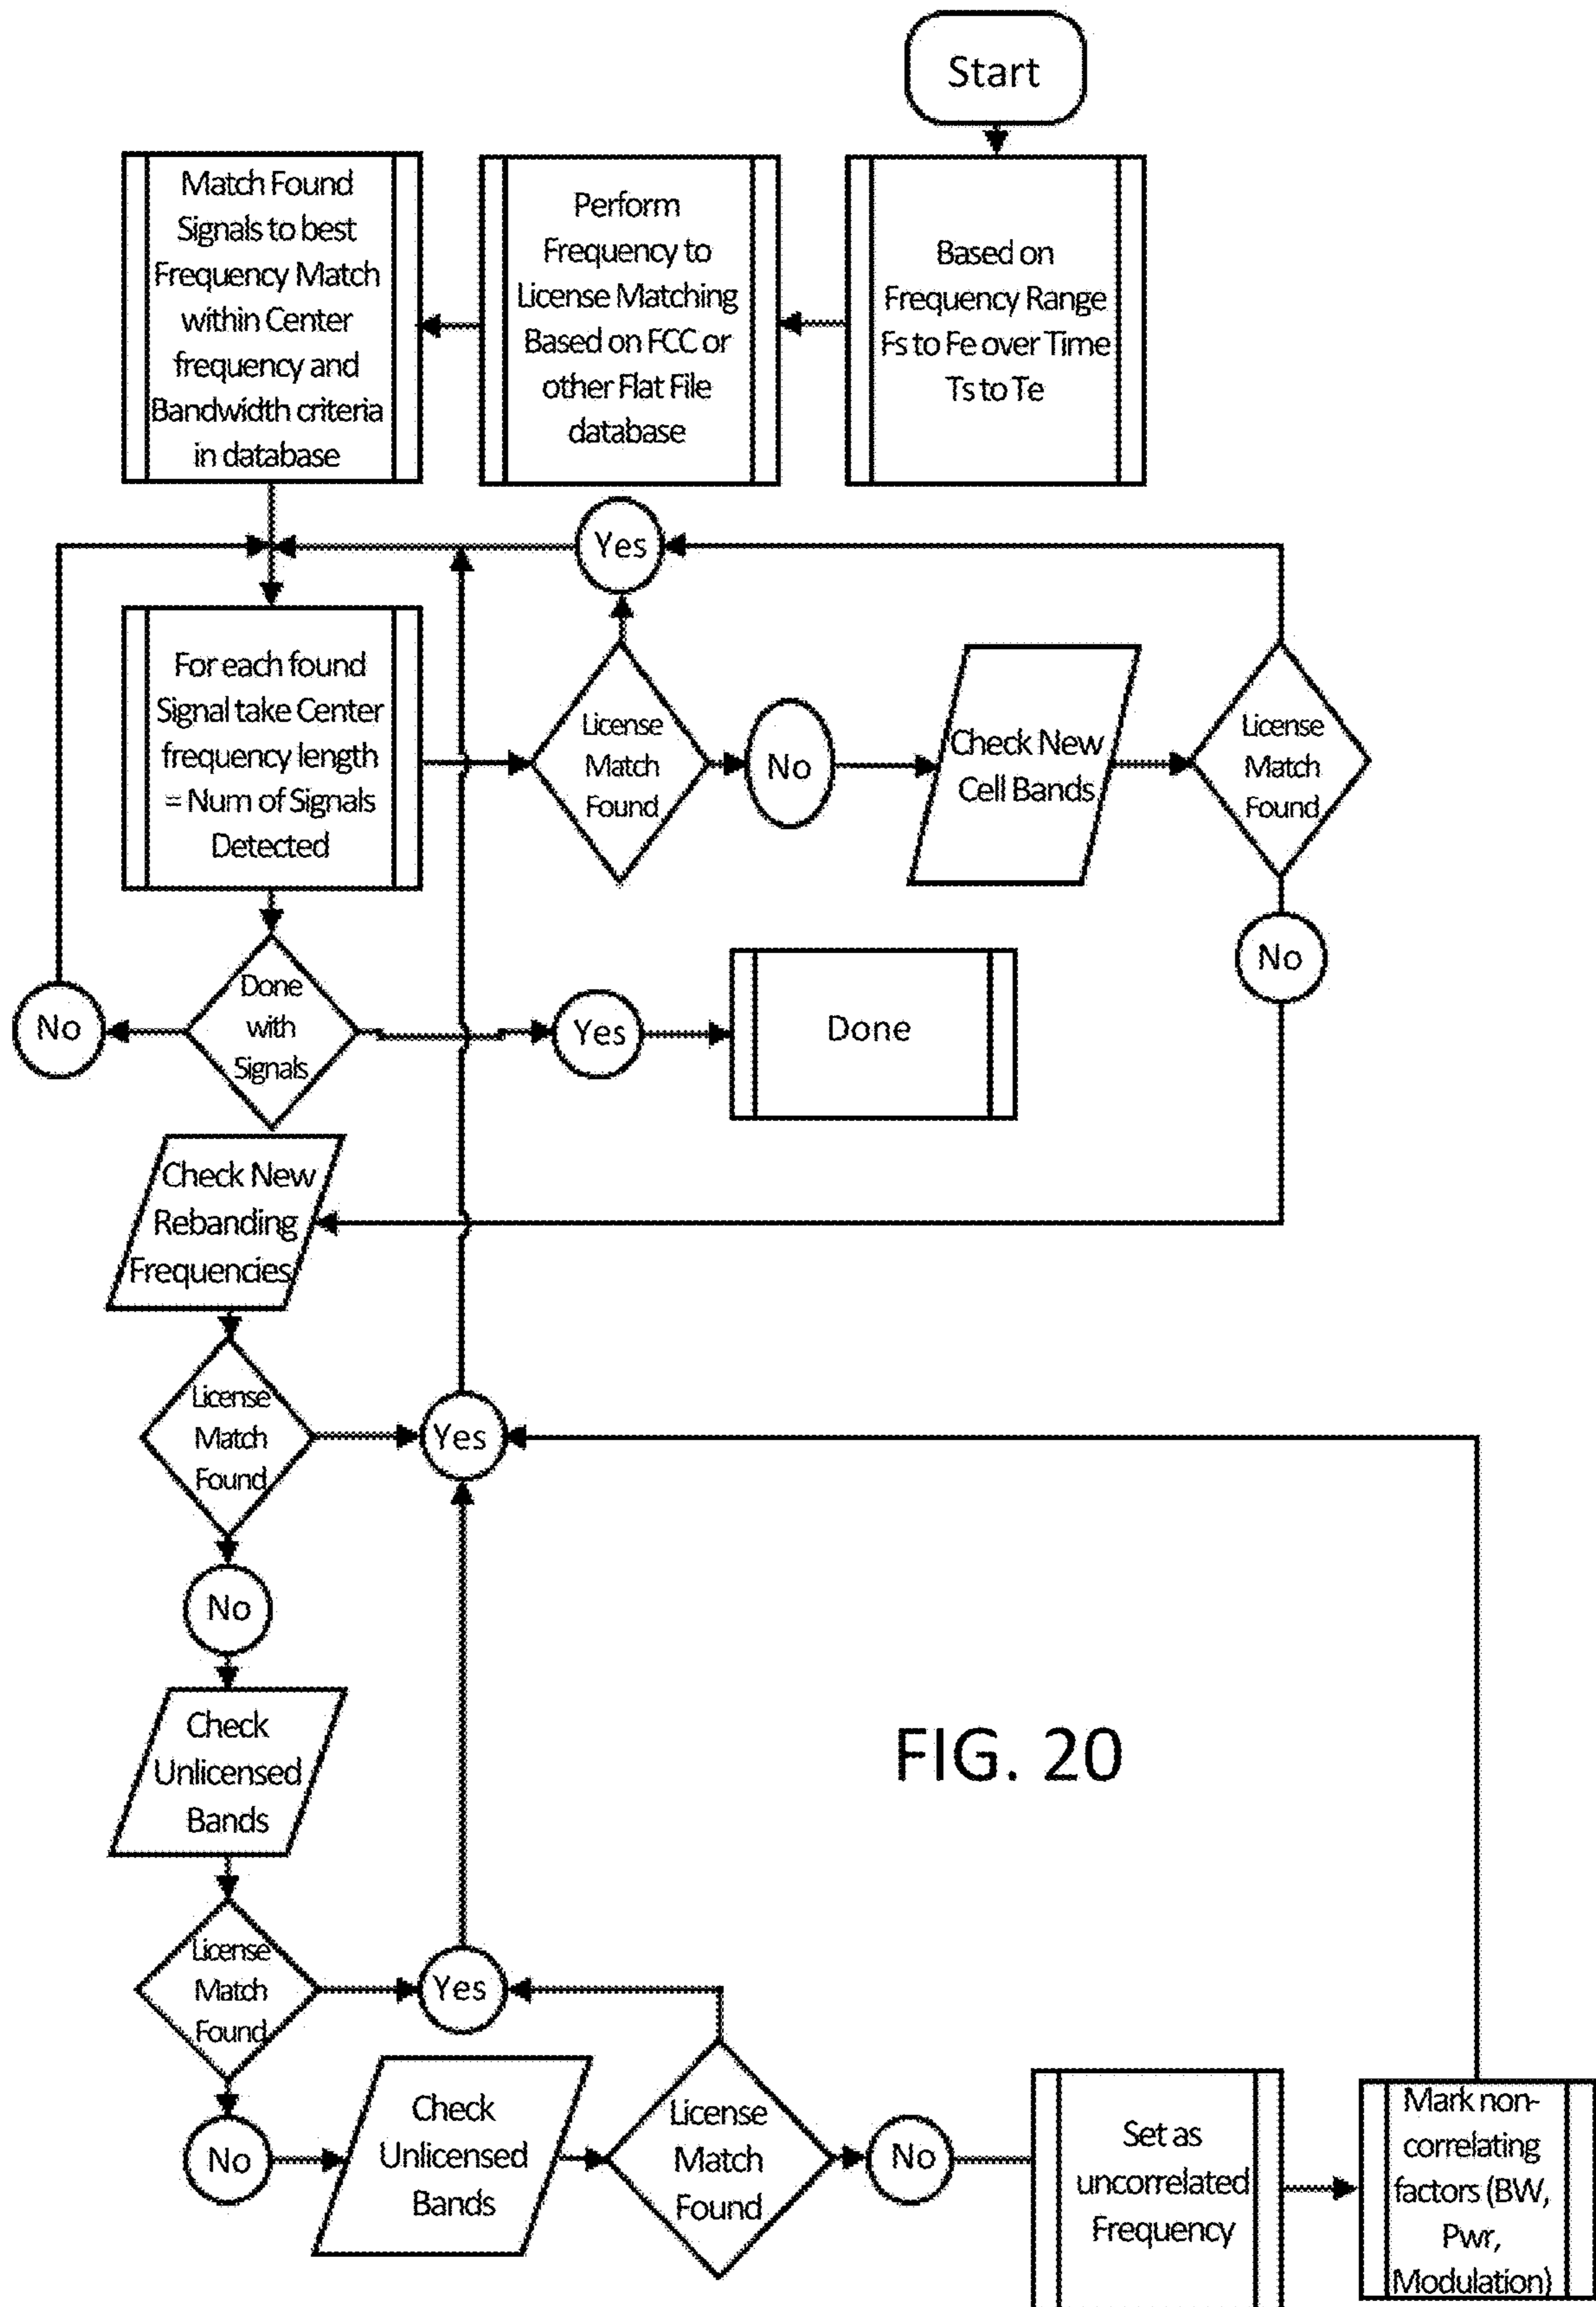 Start
Based on
Frequency Range
Fs to Fe over Time
Ts to Te
Perform
Frequency to
License Matching
Based on FCC or
other Flat File
database
Match Found
Signals to best
Frequency Match
within Center
frequency and
Bandwidth criteria
in database
For each found
Signal take Center
frequency length
= Num of Signals
Detected
Yes
License
Match
Found
No
Check New
Cell Bands
License
Match
Found
No
Done
with
Signals
No
Yes
Done
Check New
Rebanding
Frequencies
License
Match
Found
Yes
No
Check
Unlicensed
Bands
License
Match
Found
Yes
No
Check
Unlicensed
Bands
License
Match
Found
No
Set as
uncorrelated
Frequency
Mark non-
correlating
factors (BW,
Pwr,
Modulation)
FIG. 20